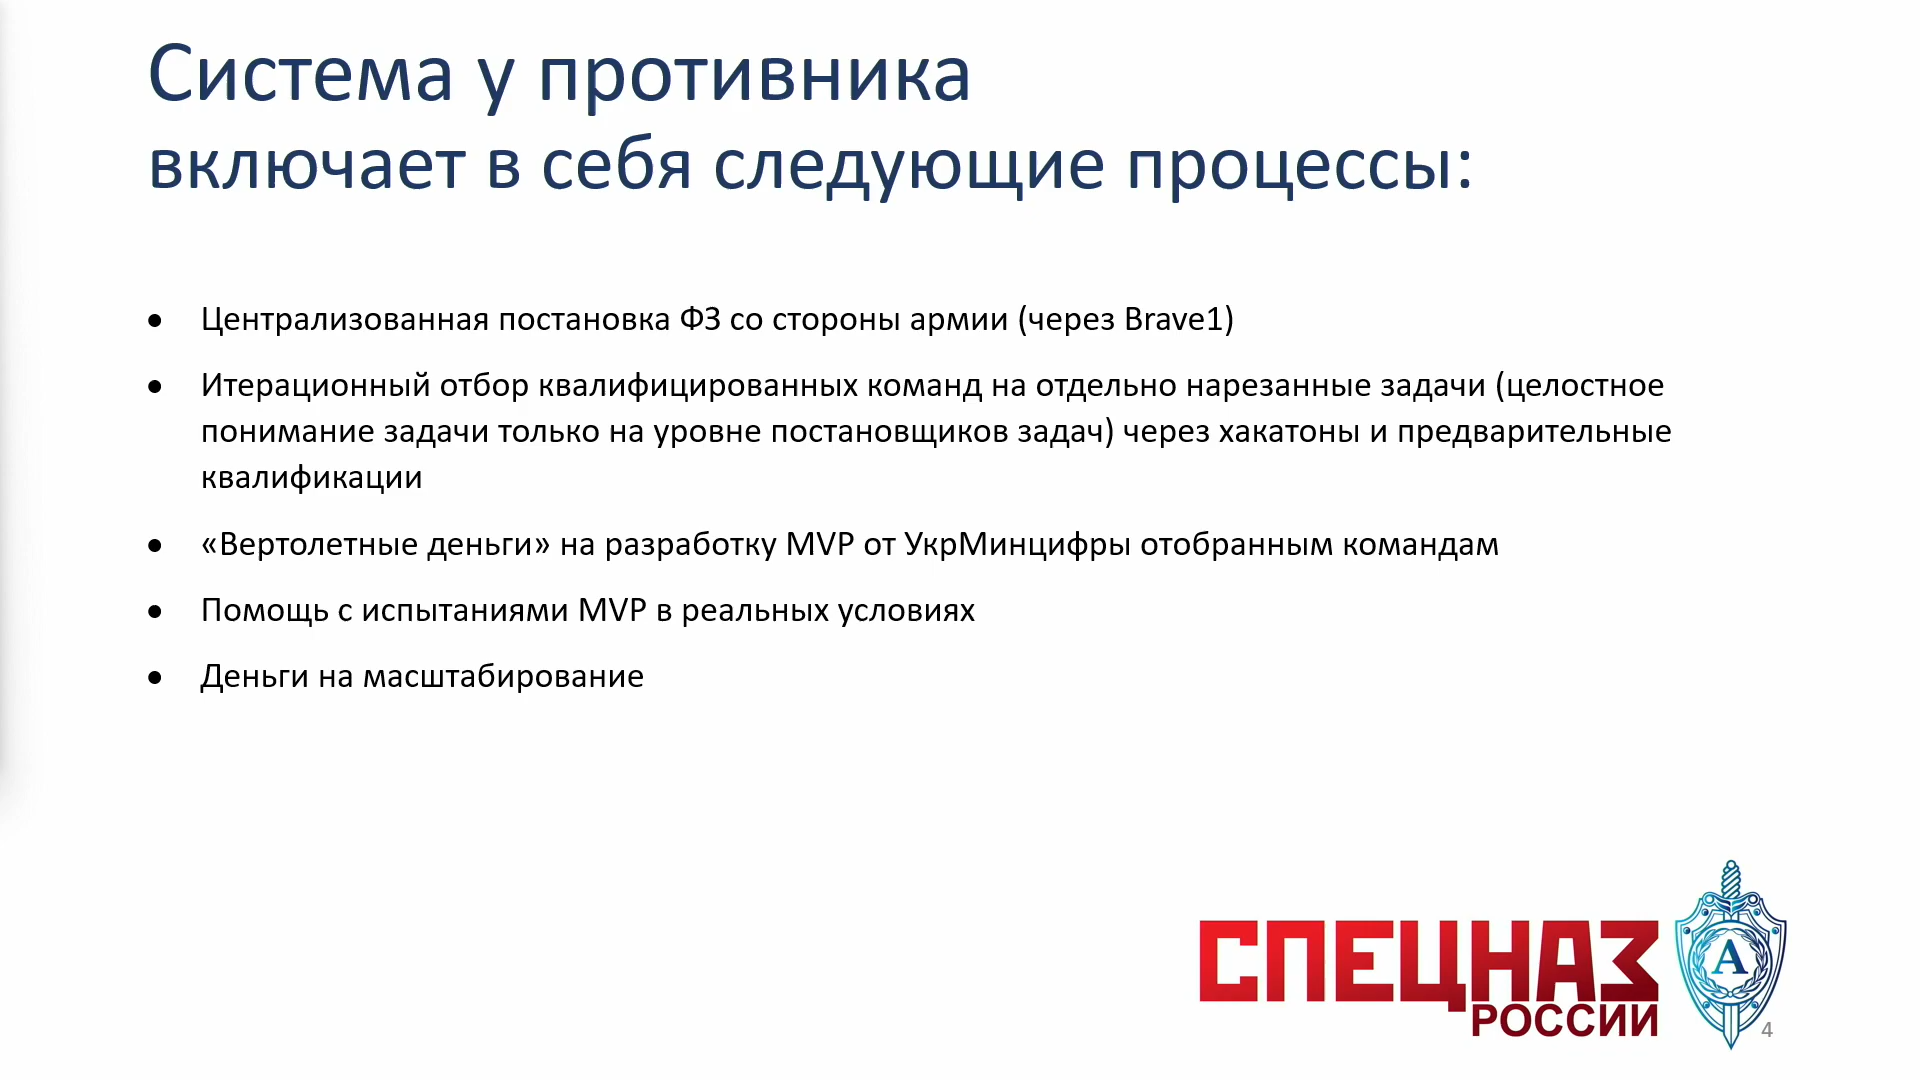 Система у противника
включает в себя следующие процессы:
● Централизованная постановка ФЗ со стороны армии (через Brave1)
● Итерационный отбор квалифицированных команд на отдельно нарезанные задачи (целостное
понимание задачи только на уровне постановщиков задач) через хакатоны и предварительные
квалификации
● «Вертолетные деньги» на разработку MVP от УкрМинцифры отобранным командам
● Помощь с испытаниями MVP в реальных условиях
● Деньги на масштабирование
СПЕЦНАЗ
РОССИИ
А
4